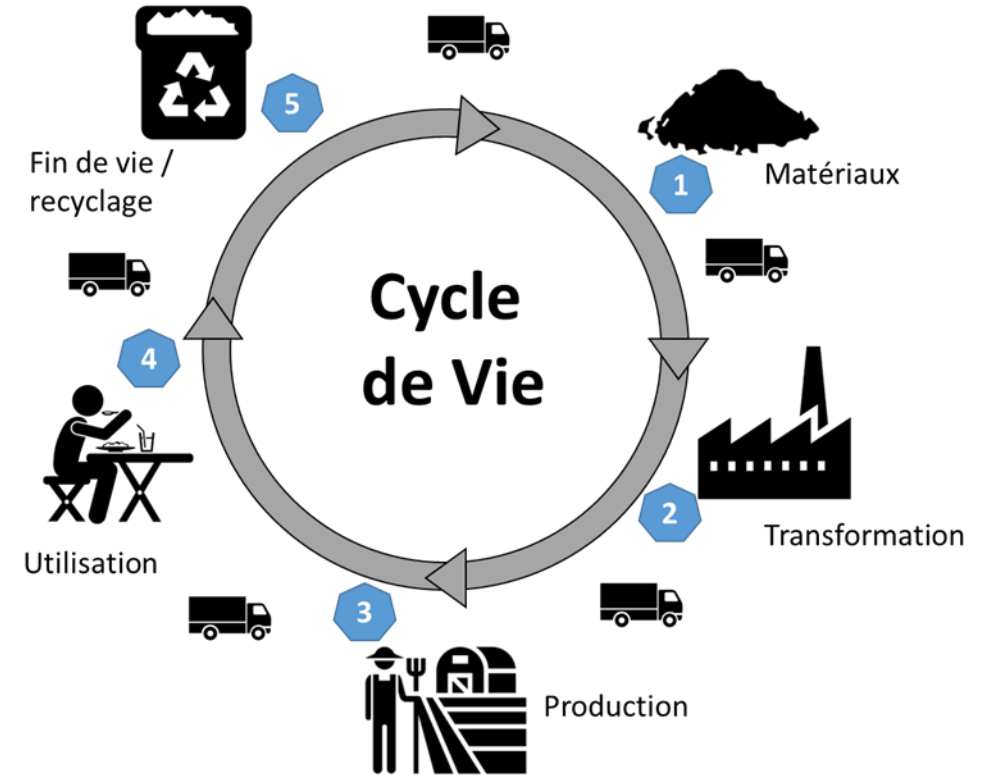 5
Fin de vie /
recyclage
1
Matériaux
Cycle
de Vie
4
2
Transformation
Utilisation
3
Production